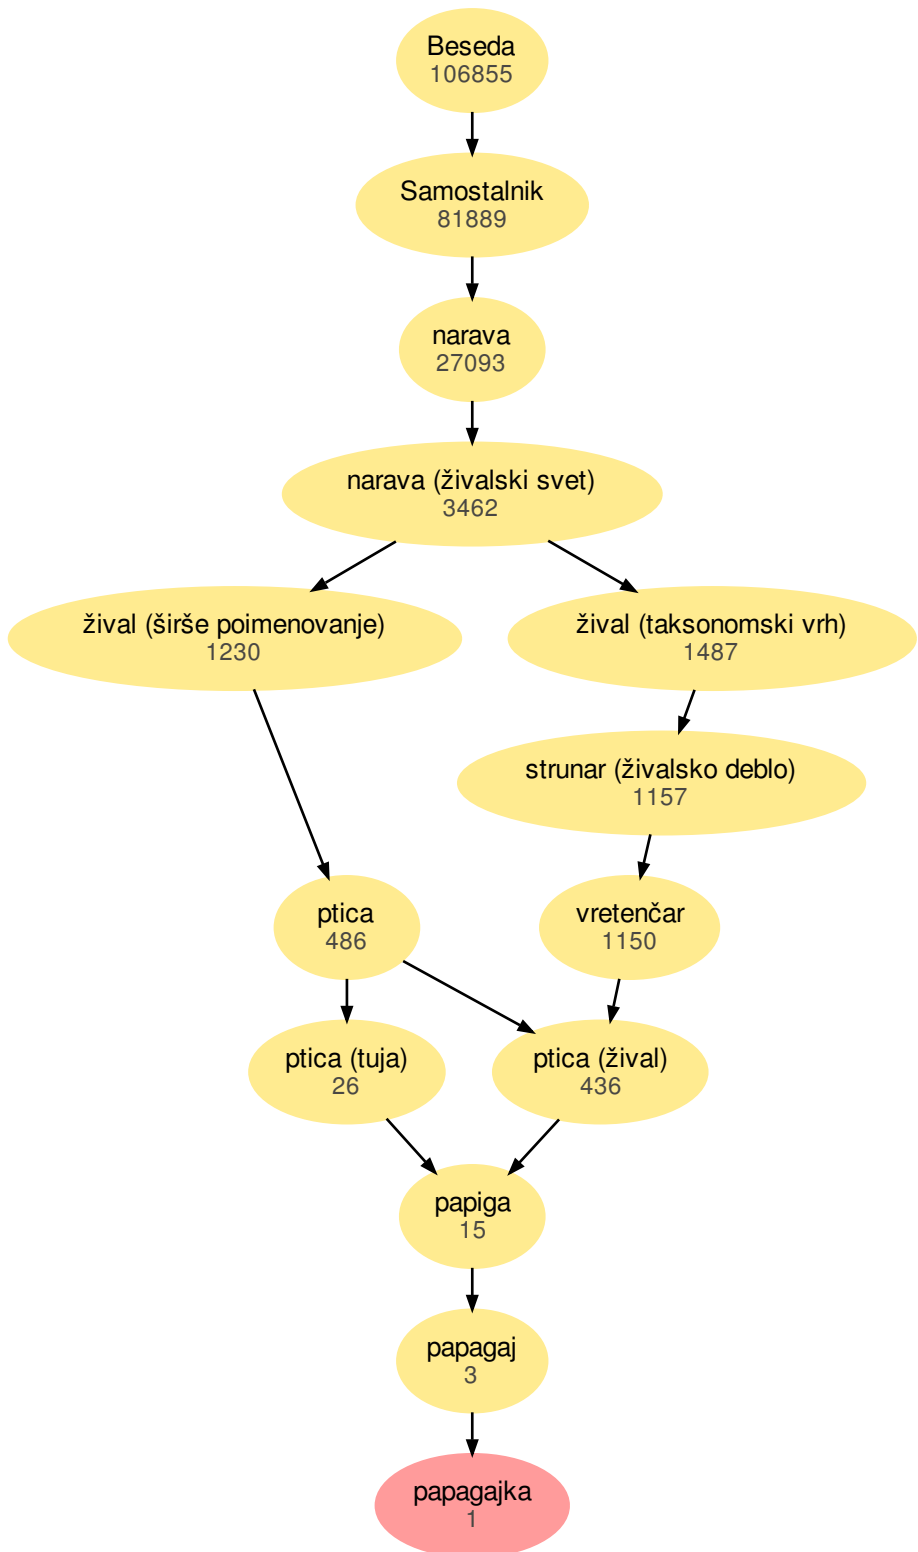 Beseda
106855
Samostalnik
81889
narava
27093
narava (živalski svet)
3462
žival (širše poimenovanje)
1230
žival (taksonomski vrh)
1487
strunar (živalsko deblo)
1157
ptica
486
vretenčar
1150
ptica (tuja)
26
ptica (žival)
436
papiga
15
papagaj
3
papagajka
1